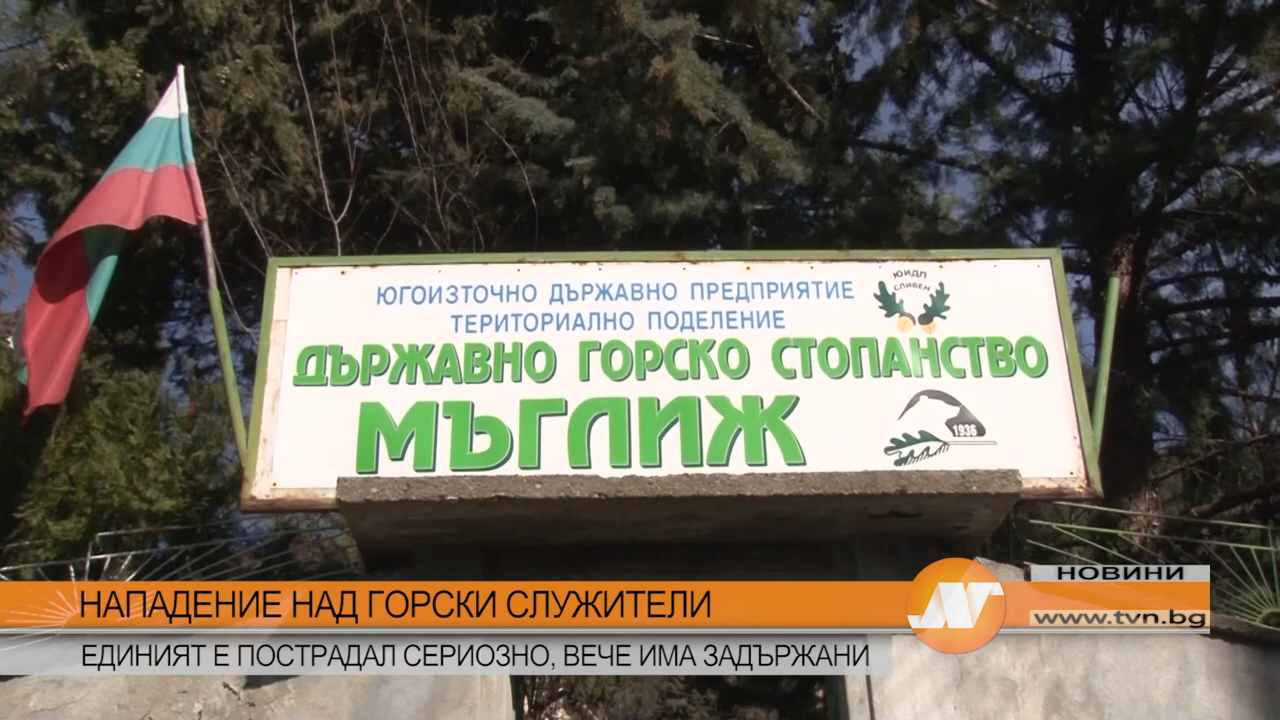 ЮГОИЗТОЧНО ДЪРЖАВНО ПРЕДПРИЯТИЕ
ТЕРИТОРИАЛНО ПОДЕЛЕНИЕ
ЮИДП
СЛИВЕН
ДЪРЖАВНО ГОРСКО СТОПАНСТВО
МЪГЛИЖ
1936
НАПАДЕНИЕ НАД ГОРСКИ СЛУЖИТЕЛИ
ЕДИНИЯТ Е ПОСТРАДАЛ СЕРИОЗНО, ВЕЧЕ ИМА ЗАДЪРЖАНИ
НОВИНИ
www.tvn.bg